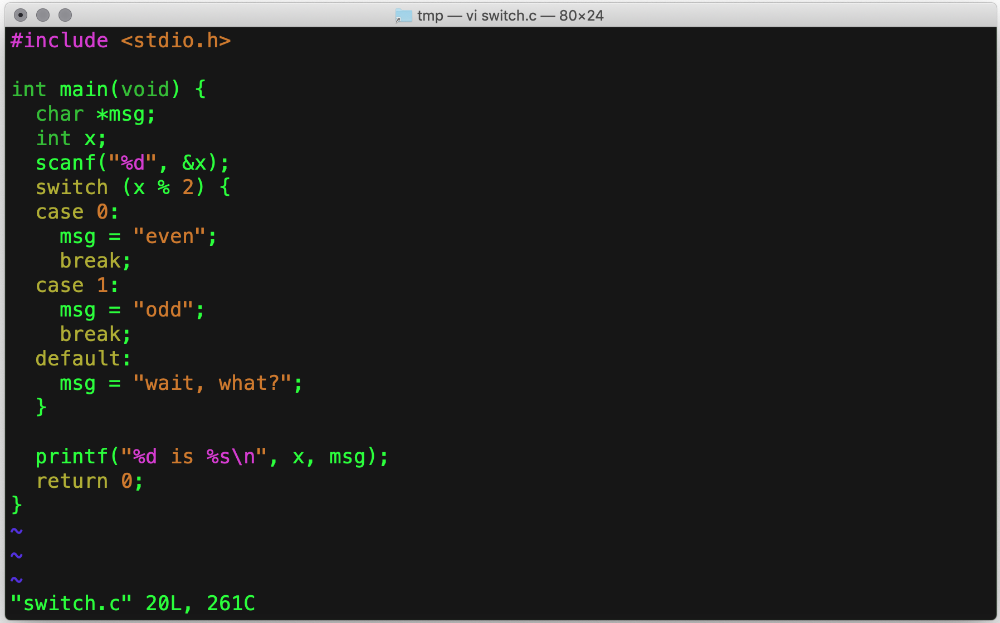 tmp — vi switch.c — 80×24
#include <stdio.h>

int main(void) {
  char *msg;
  int x;
  scanf("%d", &x);
  switch (x % 2) {
  case 0:
    msg = "even";
    break;
  case 1:
    msg = "odd";
    break;
  default:
    msg = "wait, what?";
  }

  printf("%d is %s\n", x, msg);
  return 0;
}
~
~
~
"switch.c" 20L, 261C